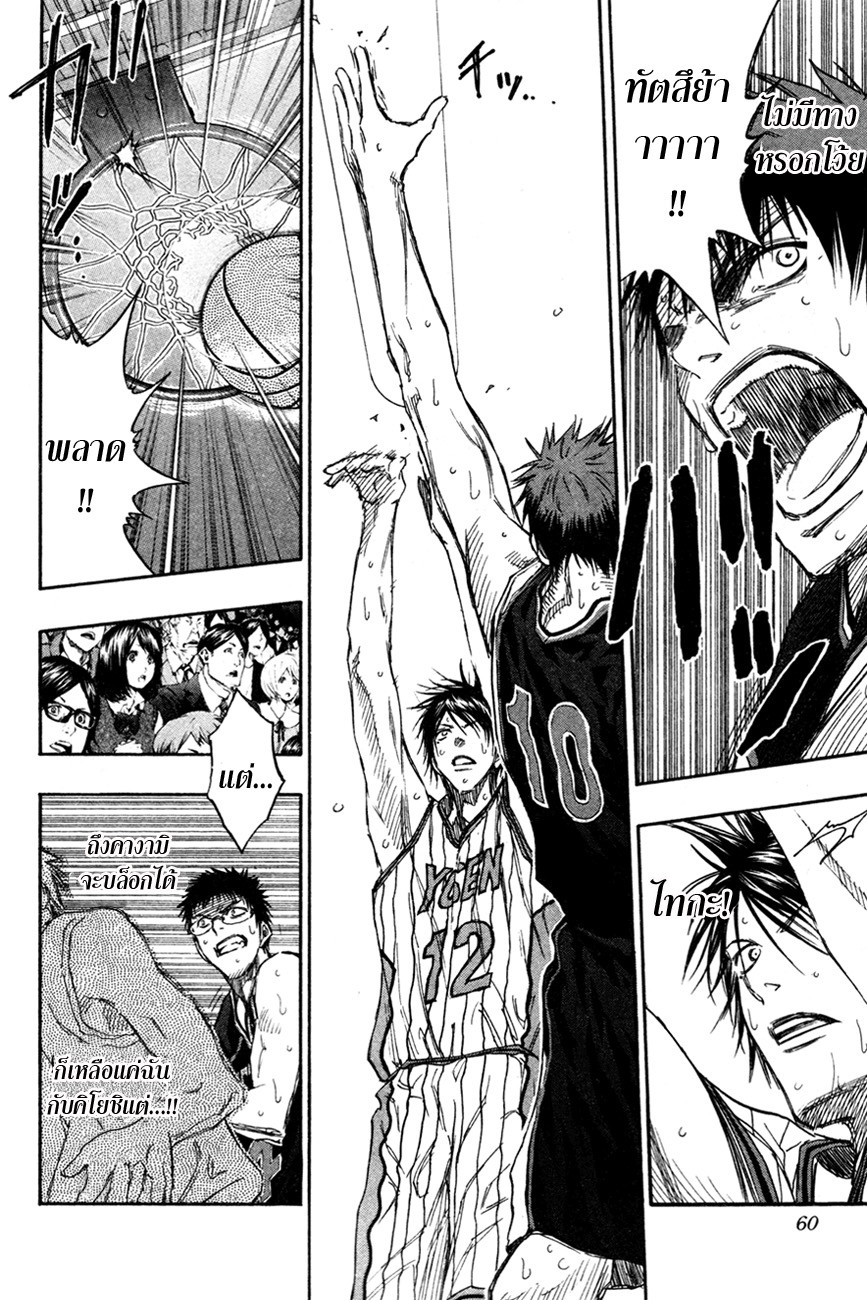 ไม่มีทาง
หรอกโว้ย
ทัตสึย้า
าาาาา
!!
ไทกะ!
チッ..
10
YOSEN
12
ガガ
พลาด
!!
แต่...
ถึงคางามิ
จะบล็อกได้
ก็เหลือแค่ฉัน
กับคิโยชิแต่...!!
60